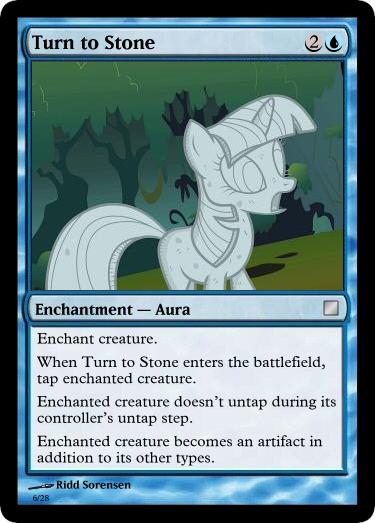 Turn to Stone 2
Enchantment — Aura
Enchant creature.
When Turn to Stone enters the battlefield,
tap enchanted creature.
Enchanted creature doesn't untap during its
controller's untap step.
Enchanted creature becomes an artifact in
addition to its other types.
Ridd Sorensen
6/28